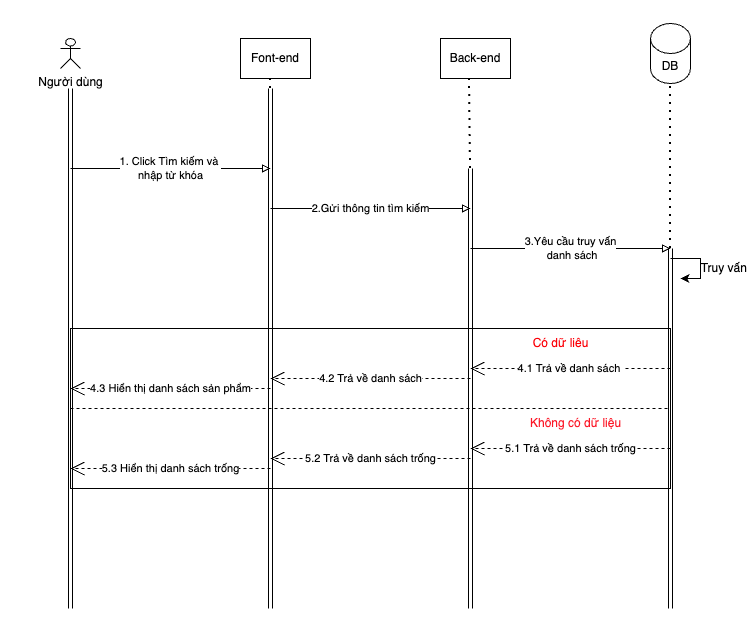 Người dùng
Font-end
Back-end
DB
1. Click Tìm kiếm và
nhập từ khóa
2.Gửi thông tin tìm kiếm
3.Yêu cầu truy vấn
danh sách
Truy vấn
Có dữ liêu
4.1 Trả về danh sách
4.2 Trả về danh sách
4.3 Hiển thị danh sách sản phẩm
Không có dữ liệu
5.1 Trả về danh sách trống
5.2 Trả về danh sách trống
5.3 Hiển thị danh sách trống